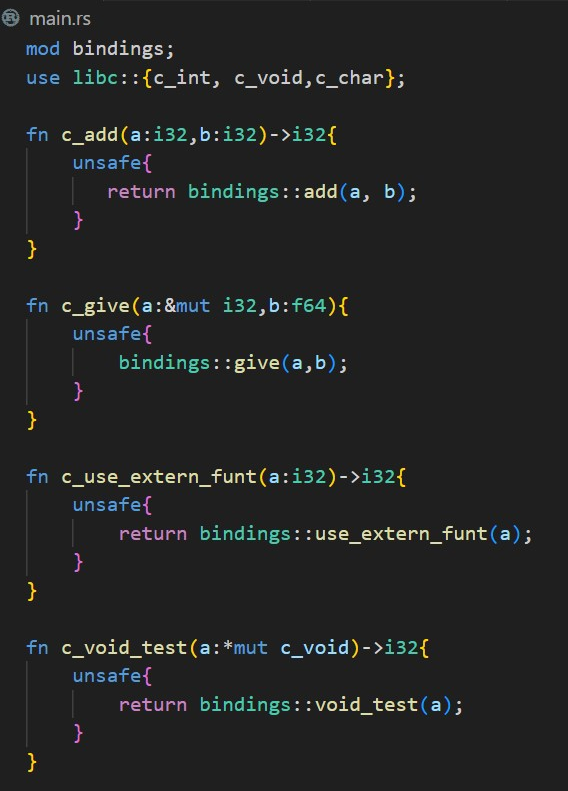 main.rs
mod bindings;
use libc::{c_int, c_void,c_char};
fn c_add(a:i32,b:i32)->i32{
    unsafe{
       return bindings::add(a, b);
    }
}
fn c_give(a:&mut i32,b:f64){
    unsafe{
        bindings::give(a,b);
    }
}
fn c_use_extern_funt(a:i32)->i32{
    unsafe{
        return bindings::use_extern_funt(a);
    }
}
fn c_void_test(a:*mut c_void)->i32{
    unsafe{
        return bindings::void_test(a);
    }
}